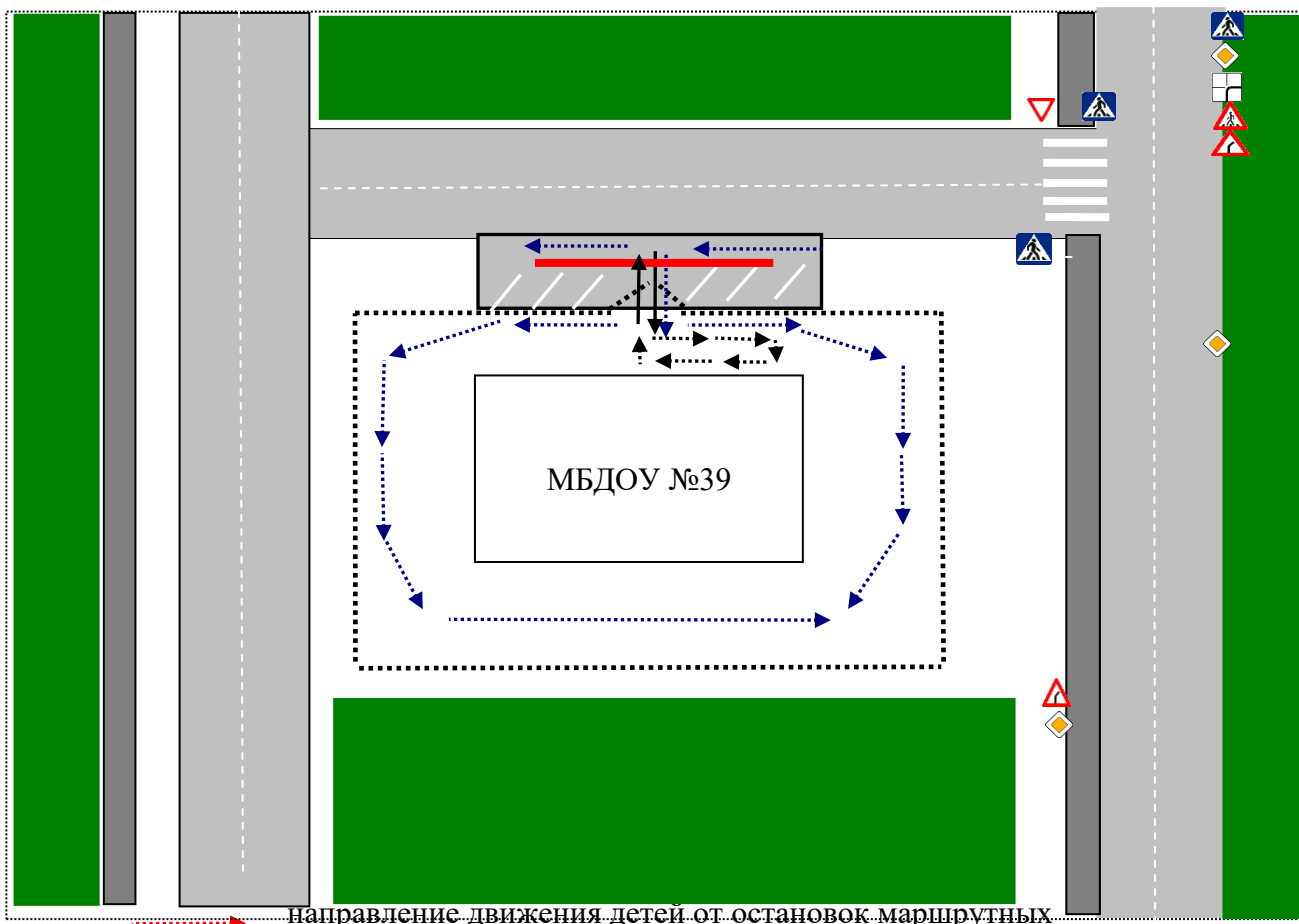 МБДОУ №39
направление движения детей от остановок маршрутных